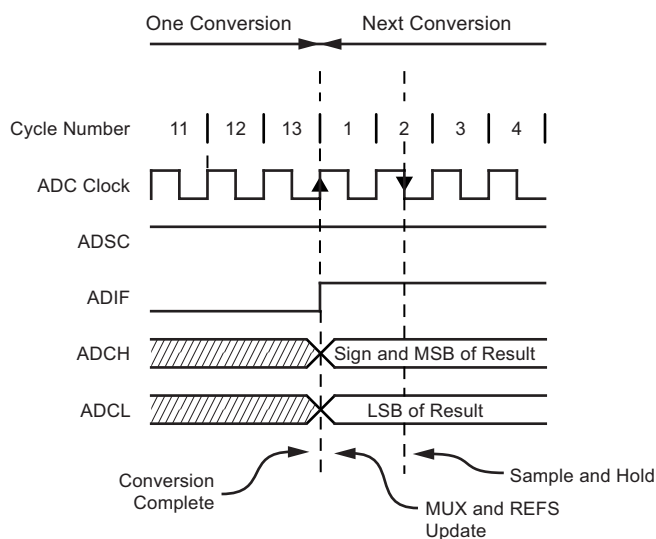 One Conversion Next Conversion
Cycle Number 11 12 13 1 2 3 4
ADC Clock
ADSC
ADIF
ADCH Sign and MSB of Result
ADCL LSB of Result
Conversion
Complete
MUX and REFS
Update
Sample and Hold